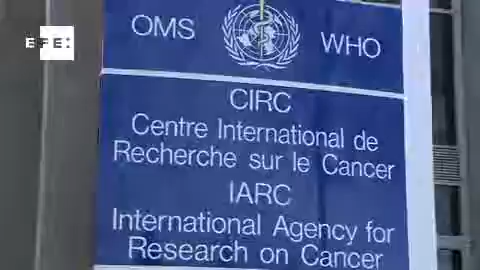 EFE:
OMS
WHO
CIRC
Centre International de
Recherche sur le Cancer
IARC
International Agency for
Research on Cancer